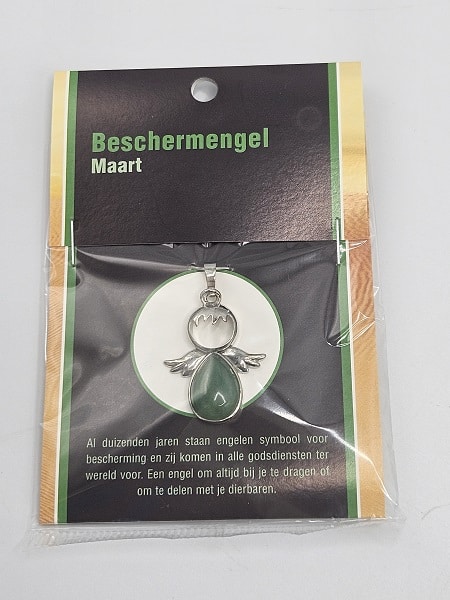 Beschermengel
Maart
Al duizenden jaren staan engelen symbool voor
bescherming en zij komen in alle godsdiensten ter
wereld voor. Een engel om altijd bij je te dragen of
om te delen met je dierbaren.